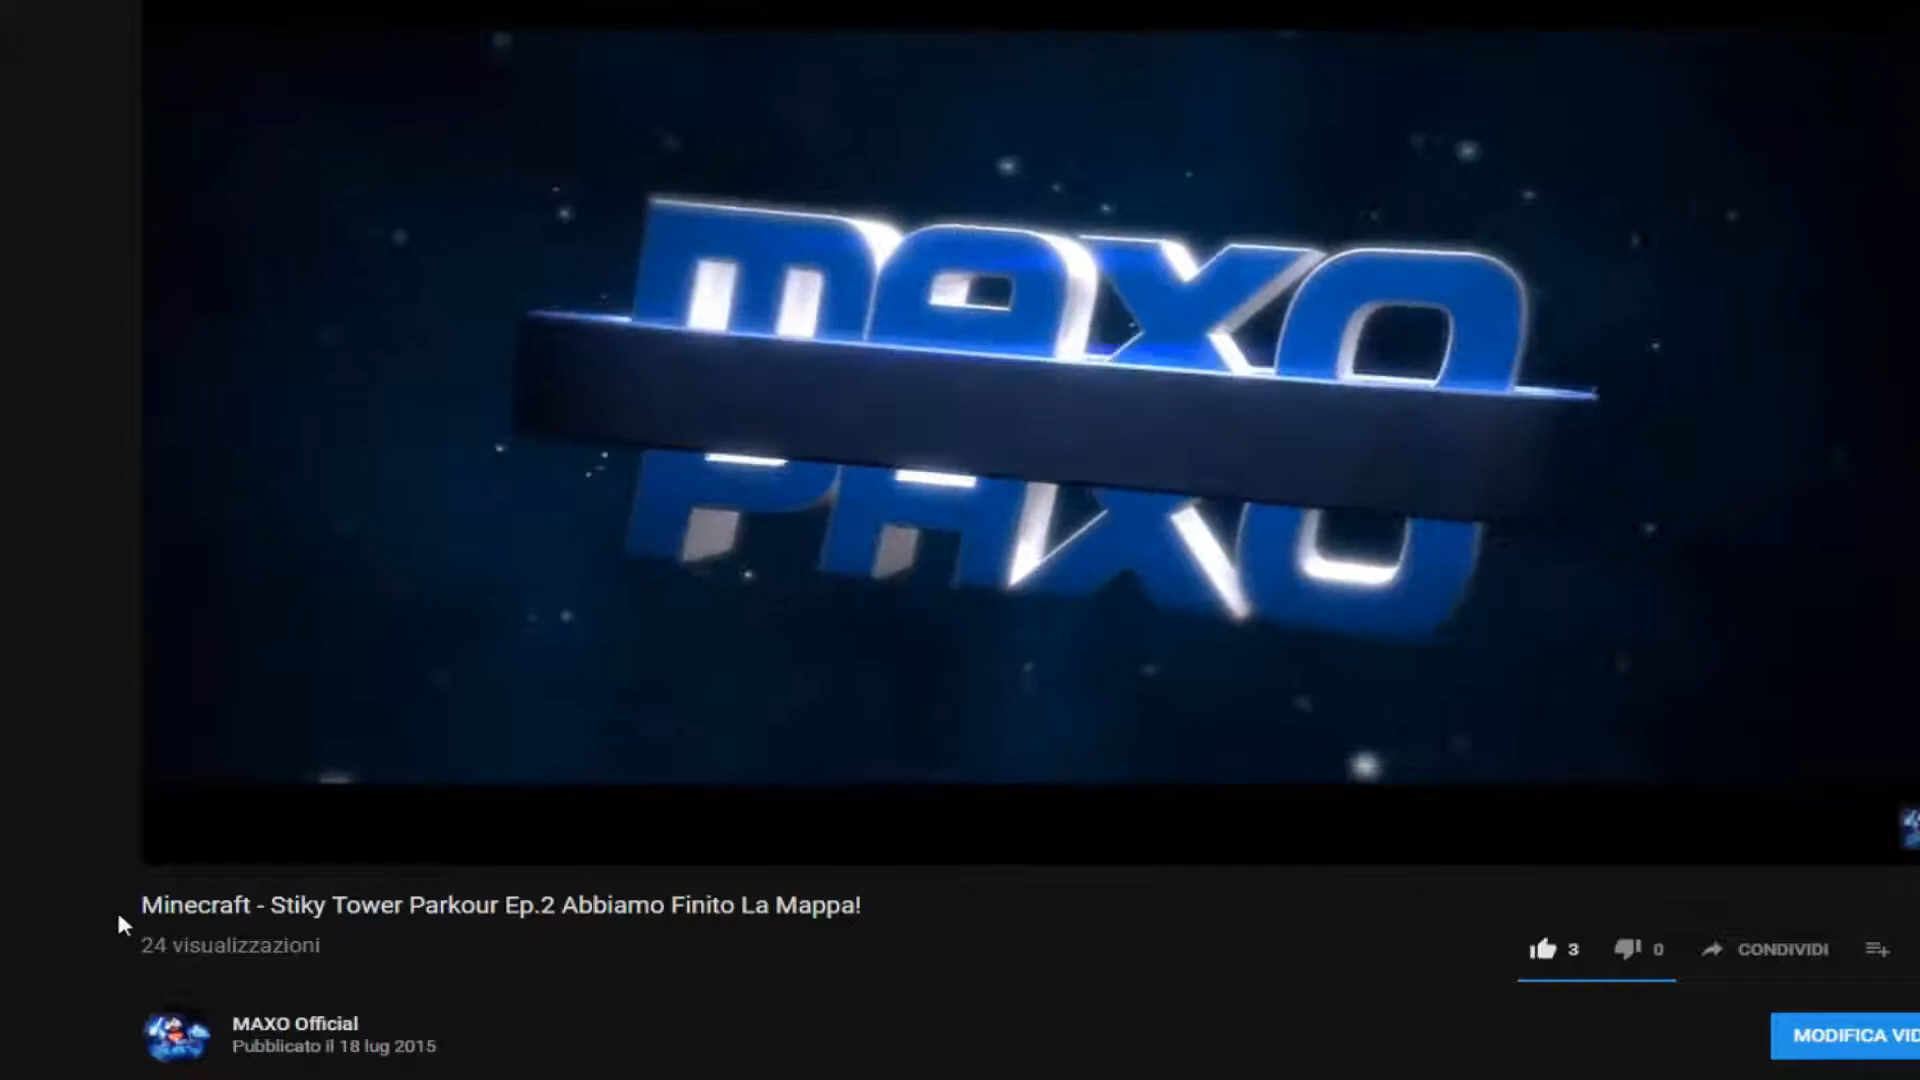 MAXO
PAXO
Minecraft - Stiky Tower Parkour Ep.2 Abbiamo Finito La Mappa!
24 visualizzazioni
3 0 CONDIVIDI
MAXO Official
Pubblicato il 18 lug 2015
MODIFICA VID